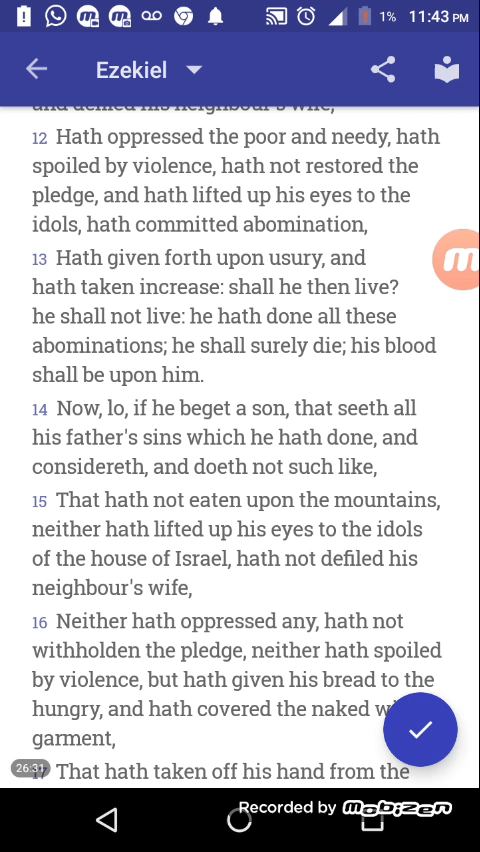 1% 11:43 PM
Ezekiel
and defiled his neighbour's wife,
12 Hath oppressed the poor and needy, hath
spoiled by violence, hath not restored the
pledge, and hath lifted up his eyes to the
idols, hath committed abomination,
13 Hath given forth upon usury, and
hath taken increase: shall he then live?
he shall not live: he hath done all these
abominations; he shall surely die; his blood
shall be upon him.
14 Now, lo, if he beget a son, that seeth all
his father's sins which he hath done, and
considereth, and doeth not such like,
15 That hath not eaten upon the mountains,
neither hath lifted up his eyes to the idols
of the house of Israel, hath not defiled his
neighbour's wife,
16 Neither hath oppressed any, hath not
withholden the pledge, neither hath spoiled
by violence, but hath given his bread to the
hungry, and hath covered the naked
garment,
26:31
17 That hath taken off his hand from the
Recorded by mobizen